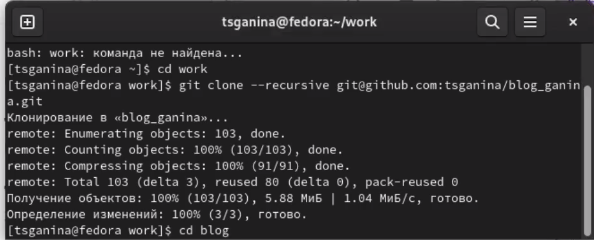 tsganina@fedora:~/work
bash: work: команда не найдена...
[tsganina@fedora ~]$ cd work
[tsganina@fedora work]$ git clone --recursive git@github.com:tsganina/blog_ganin
a.git
Клонирование в «blog_ganina»...
remote: Enumerating objects: 103, done.
remote: Counting objects: 100% (103/103), done.
remote: Compressing objects: 100% (91/91), done.
remote: Total 103 (delta 3), reused 80 (delta 0), pack-reused 0
Получение объектов: 100% (103/103), 5.88 МиБ | 1.04 МиБ/с, готово.
Определение изменений: 100% (3/3), готово.
[tsganina@fedora work]$ cd blog